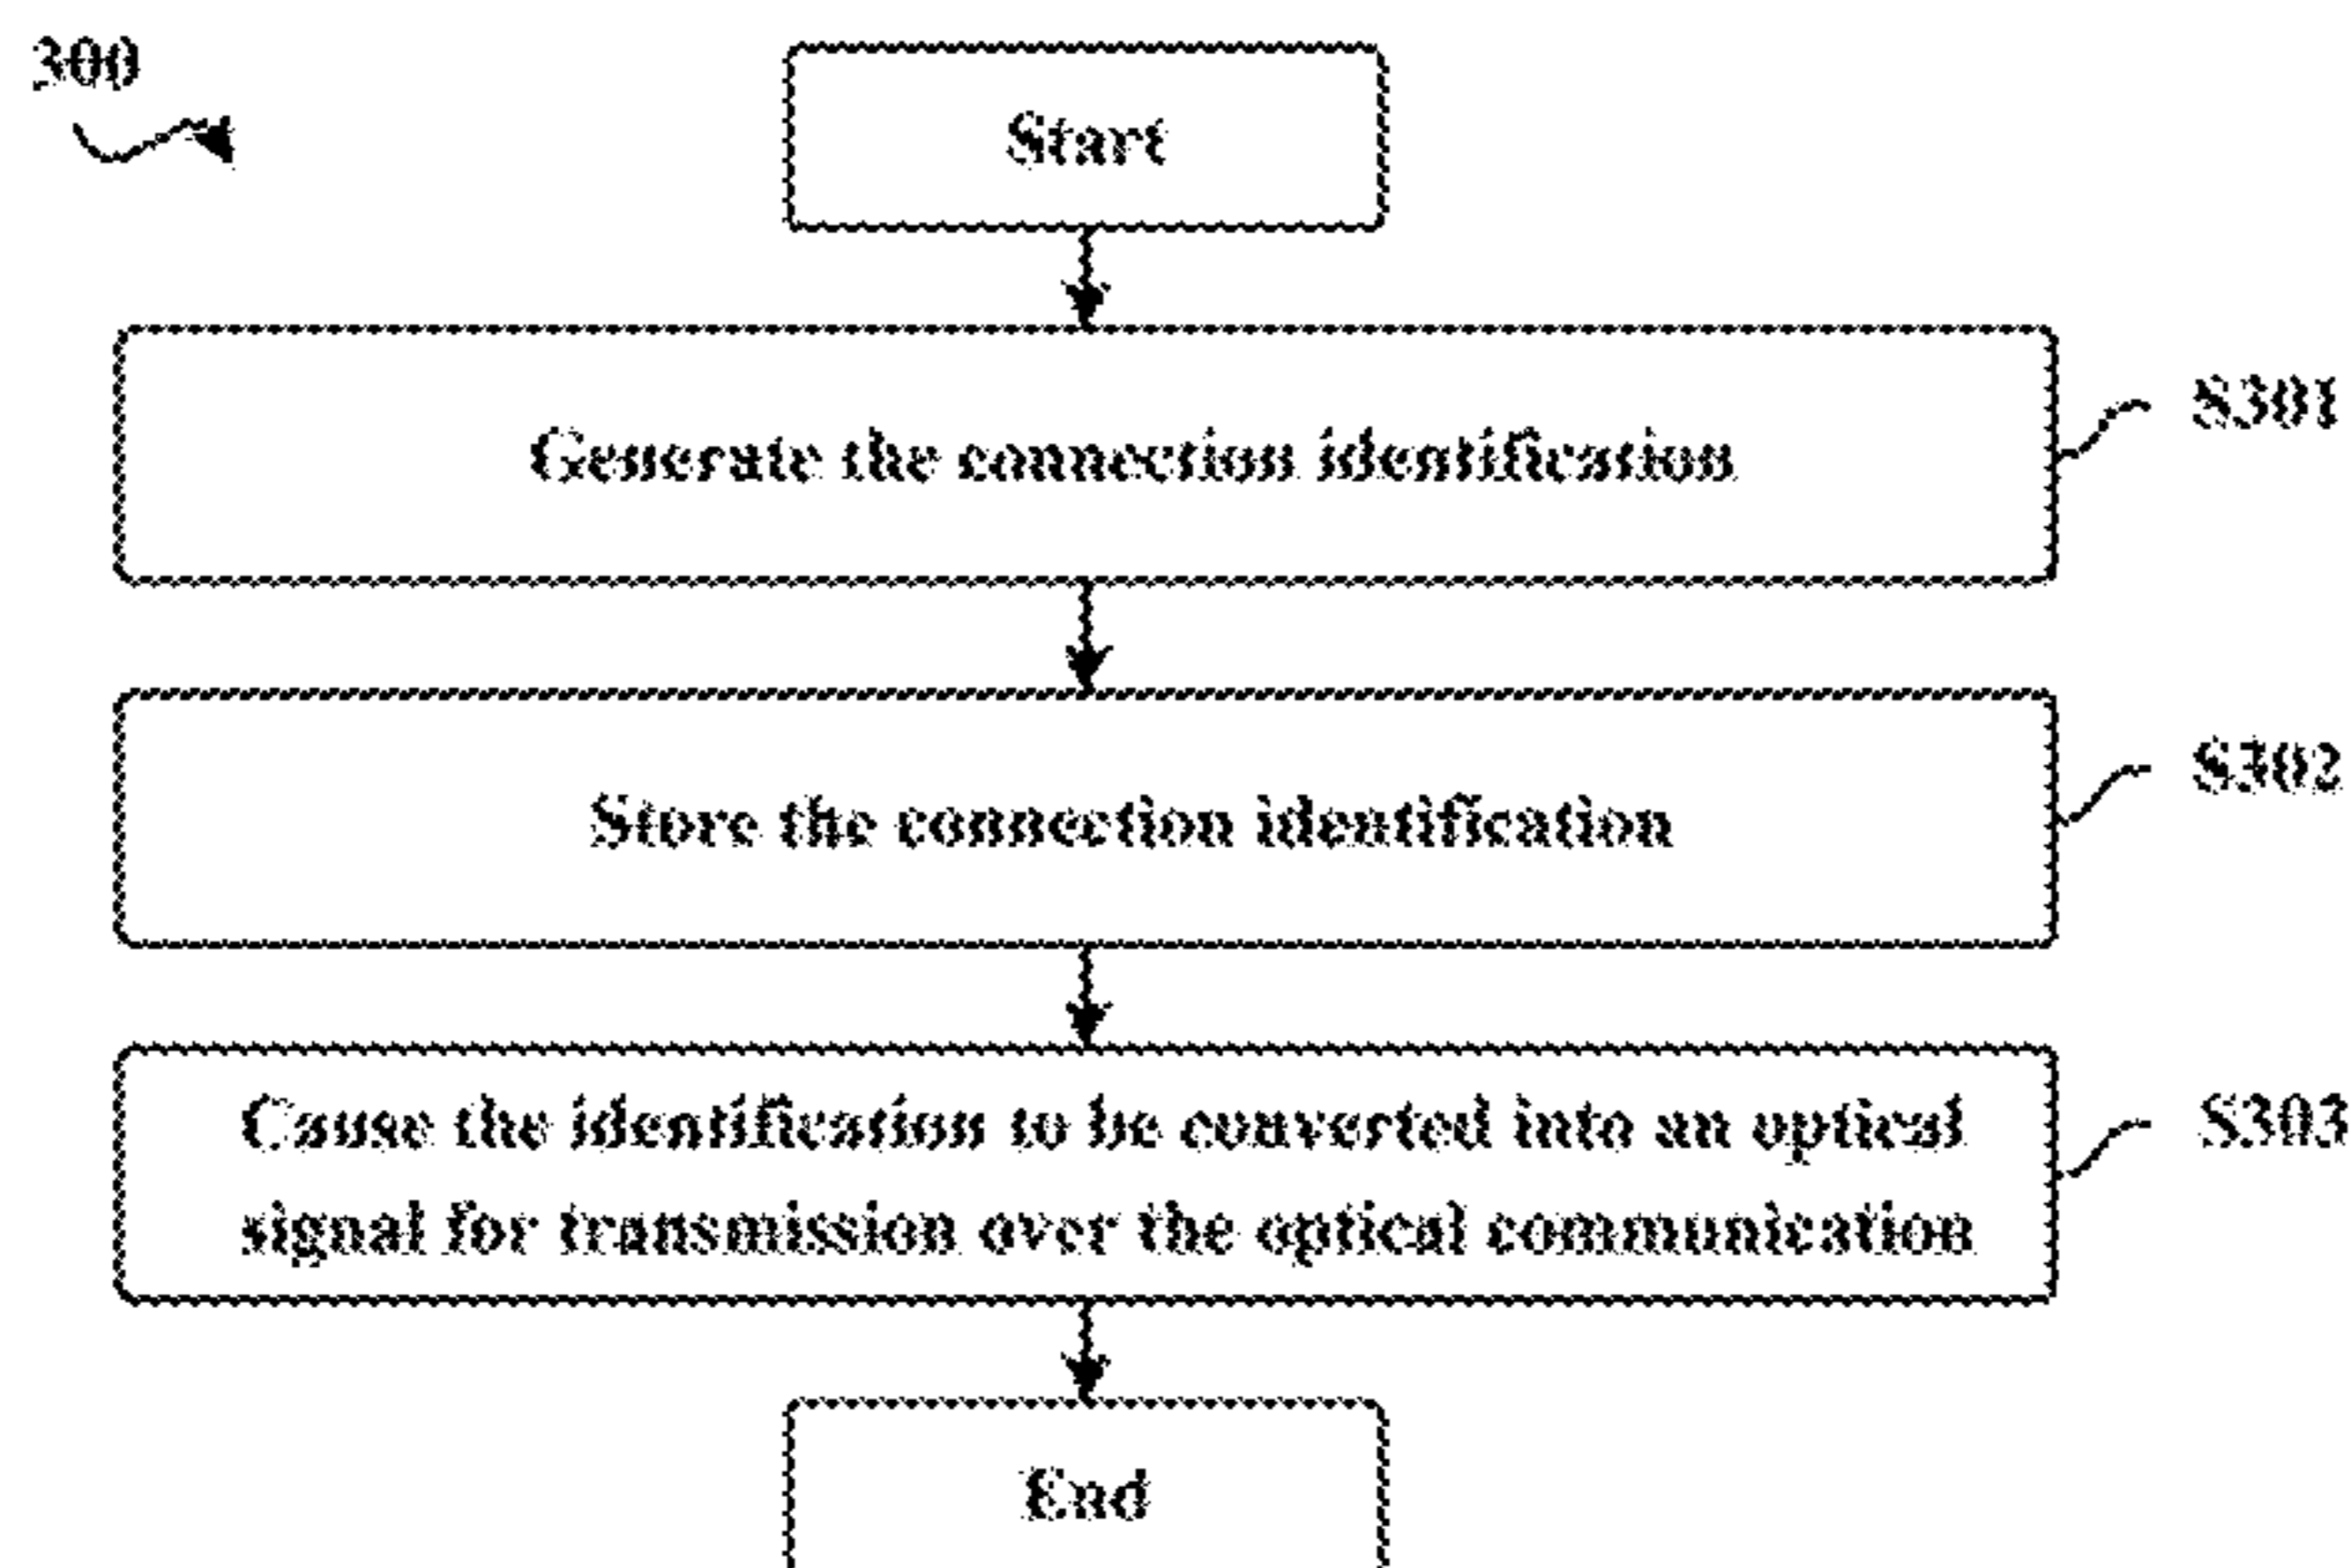 300
Start
Generate the connection identification
S301
Store the connection identification
S302
Cause the identification to be converted into an optical
signal for transmission over the optical communication
S303
End